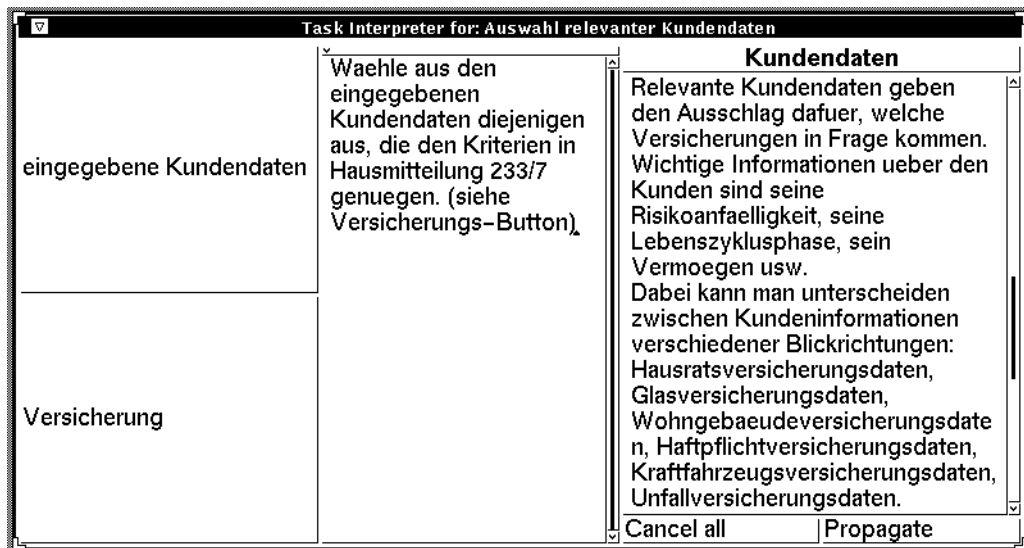 Task Interpreter for: Auswahl relevanter Kundendaten
eingegebene Kundendaten
Versicherung
Waehle aus den
eingegebenen
Kundendaten diejenigen
aus, die den Kriterien in
Hausmitteilung 233/7
genuegen. (siehe
Versicherungs-Button)
Kundendaten
Relevante Kundendaten geben
den Ausschlag dafuer, welche
Versicherungen in Frage kommen.
Wichtige Informationen ueber den
Kunden sind seine
Risikoanfaelligkeit, seine
Lebenszyklusphase, sein
Vermoegen usw.
Dabei kann man unterscheiden
zwischen Kundeninformationen
verschiedener Blickrichtungen:
Hausratsversicherungsdaten,
Glasversicherungsdaten,
Wohngebaeudeversicherungsdate
n, Haftpflichtversicherungsdaten,
Kraftfahrzeugsversicherungsdaten,
Unfallversicherungsdaten.
Cancel all
Propagate